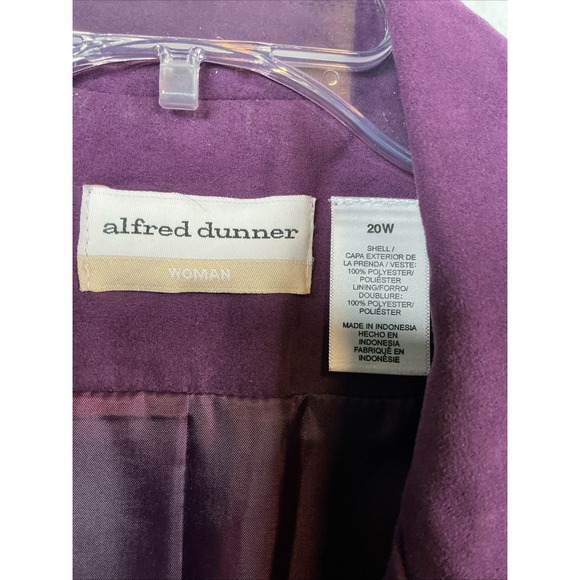 alfred dunner
WOMAN
20W
SHELL/
CAPA EXTERIOR DE
LA PRENDA / VESTE:
100% POLYESTER/
POLIÉSTER
LINING/FORRO/
DOUBLURE:
100% POLYESTER/
POLIÉSTER
MADE IN INDONESIA
HECHO EN
INDONESIA
FABRIQUÉ EN
INDONÉSIE